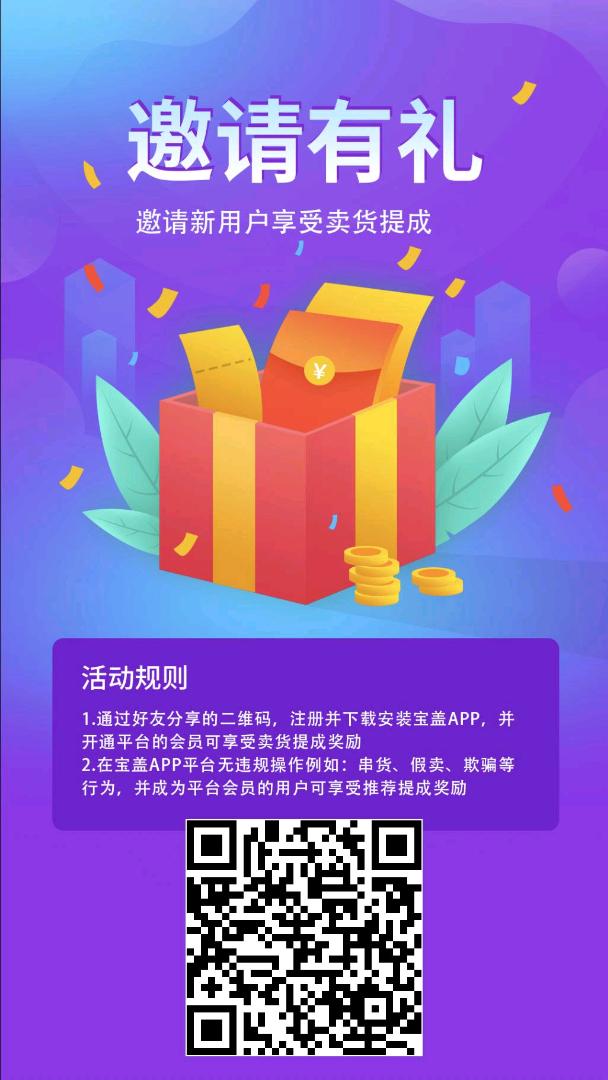 邀请有礼
邀请新用户享受卖货提成
¥
活动规则
1.通过好友分享的二维码，注册并下载安装宝盖APP，并
开通平台的会员可享受卖货提成奖励
2.在宝盖APP平台无违规操作例如：串货、假卖、欺骗等
行为，并成为平台会员的用户可享受推荐提成奖励